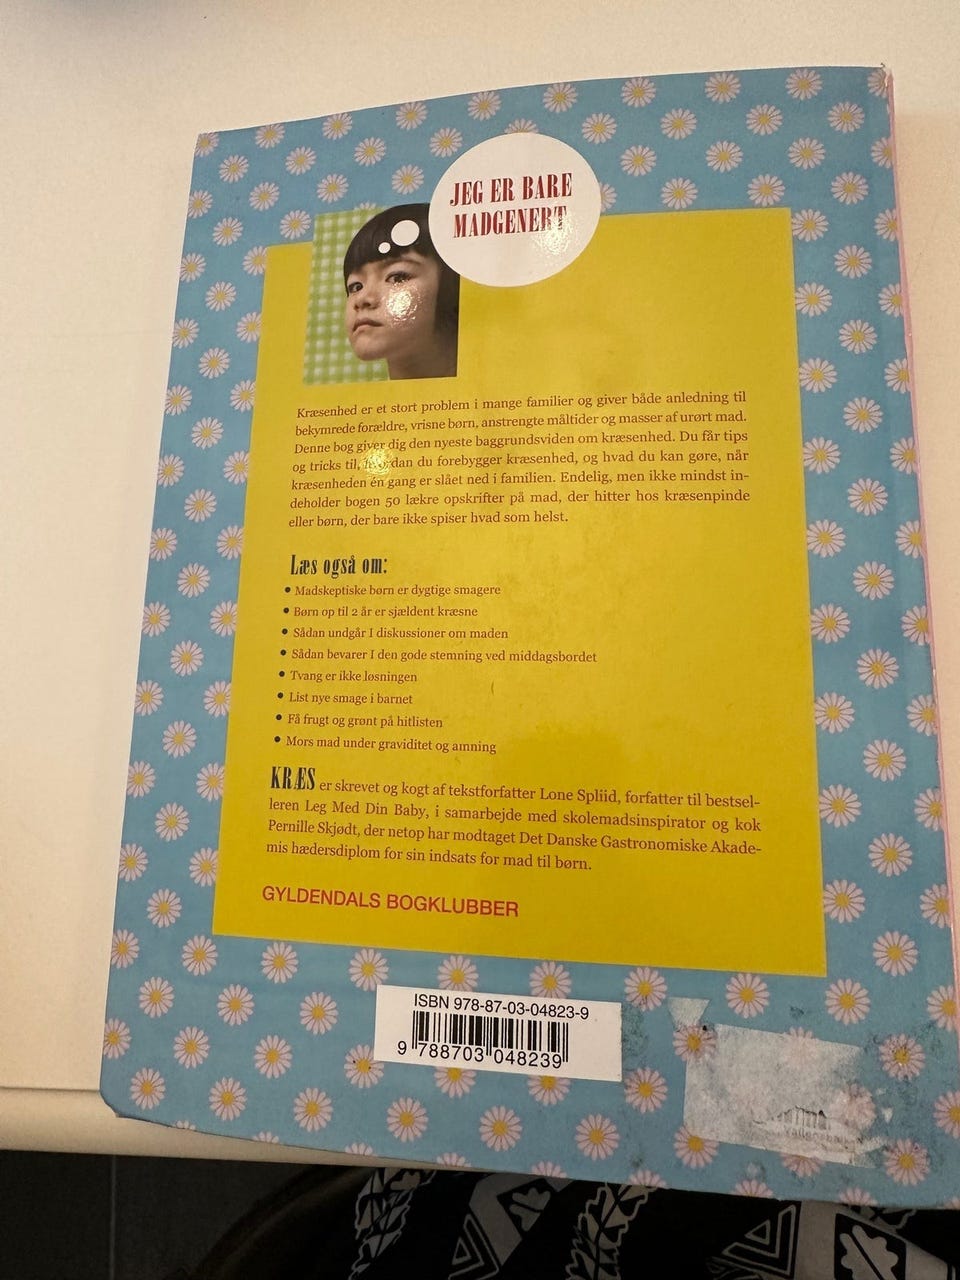 JEG ER BARE
MADGENERT
Kræsenhed er et stort problem i mange familier og giver både anledning til
bekymrede forældre, vrisne børn, anstrengte måltider og masser af urørt mad.
Denne bog giver dig den nyeste baggrundsviden om kræsenhed. Du får tips
og tricks til, hvordan du forebygger kræsenhed, og hvad du kan gøre, når
kræsenheden én gang er slået ned i familien. Endelig, men ikke mindst in-
deholder bogen 50 lækre opskrifter på mad, der hitter hos kræsenpinde
eller børn, der bare ikke spiser hvad som helst.
Læs også om:
• Madskeptiske børn er dygtige smagere
• Børn op til 2 år er sjældent kræsne
• Sådan undgår I diskussioner om maden
• Sådan bevarer I den gode stemning ved middagsbordet
• Tvang er ikke løsningen
• List nye smage i barnet
• Få frugt og grønt på hitlisten
• Mors mad under graviditet og amning
KRÆS er skrevet og kogt af tekstforfatter Lone Spliid, forfatter til bestsel-
leren Leg Med Din Baby, i samarbejde med skolemadsinspirator og kok
Pernille Skjødt, der netop har modtaget Det Danske Gastronomiske Akade-
mis hædersdiplom for sin indsats for mad til børn.
GYLDENDALS BOGKLUBBER
ISBN 978-87-03-04823-9
9 788703 048239